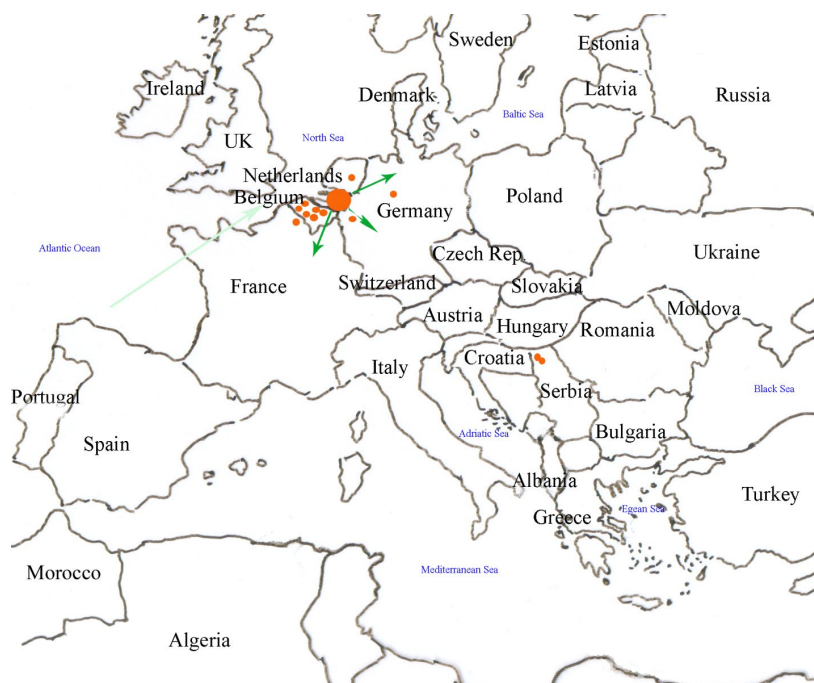 Sweden
Estonia
Ireland
Denmark
Latvia
Russia
Baltic Sea
UK
North Sea
Netherlands
Belgium
Poland
Germany
Atlantic Ocean
Czech Rep.
Ukraine
France
Switzerland
Slovakia
Moldova
Austria
Hungary
Romania
Croatia
Italy
Portugal
Serbia
Black Sea
Spain
Adriatic Sea
Bulgaria
Albania
Turkey
Greece
Egean Sea
Morocco
Mediterranean Sea
Algeria